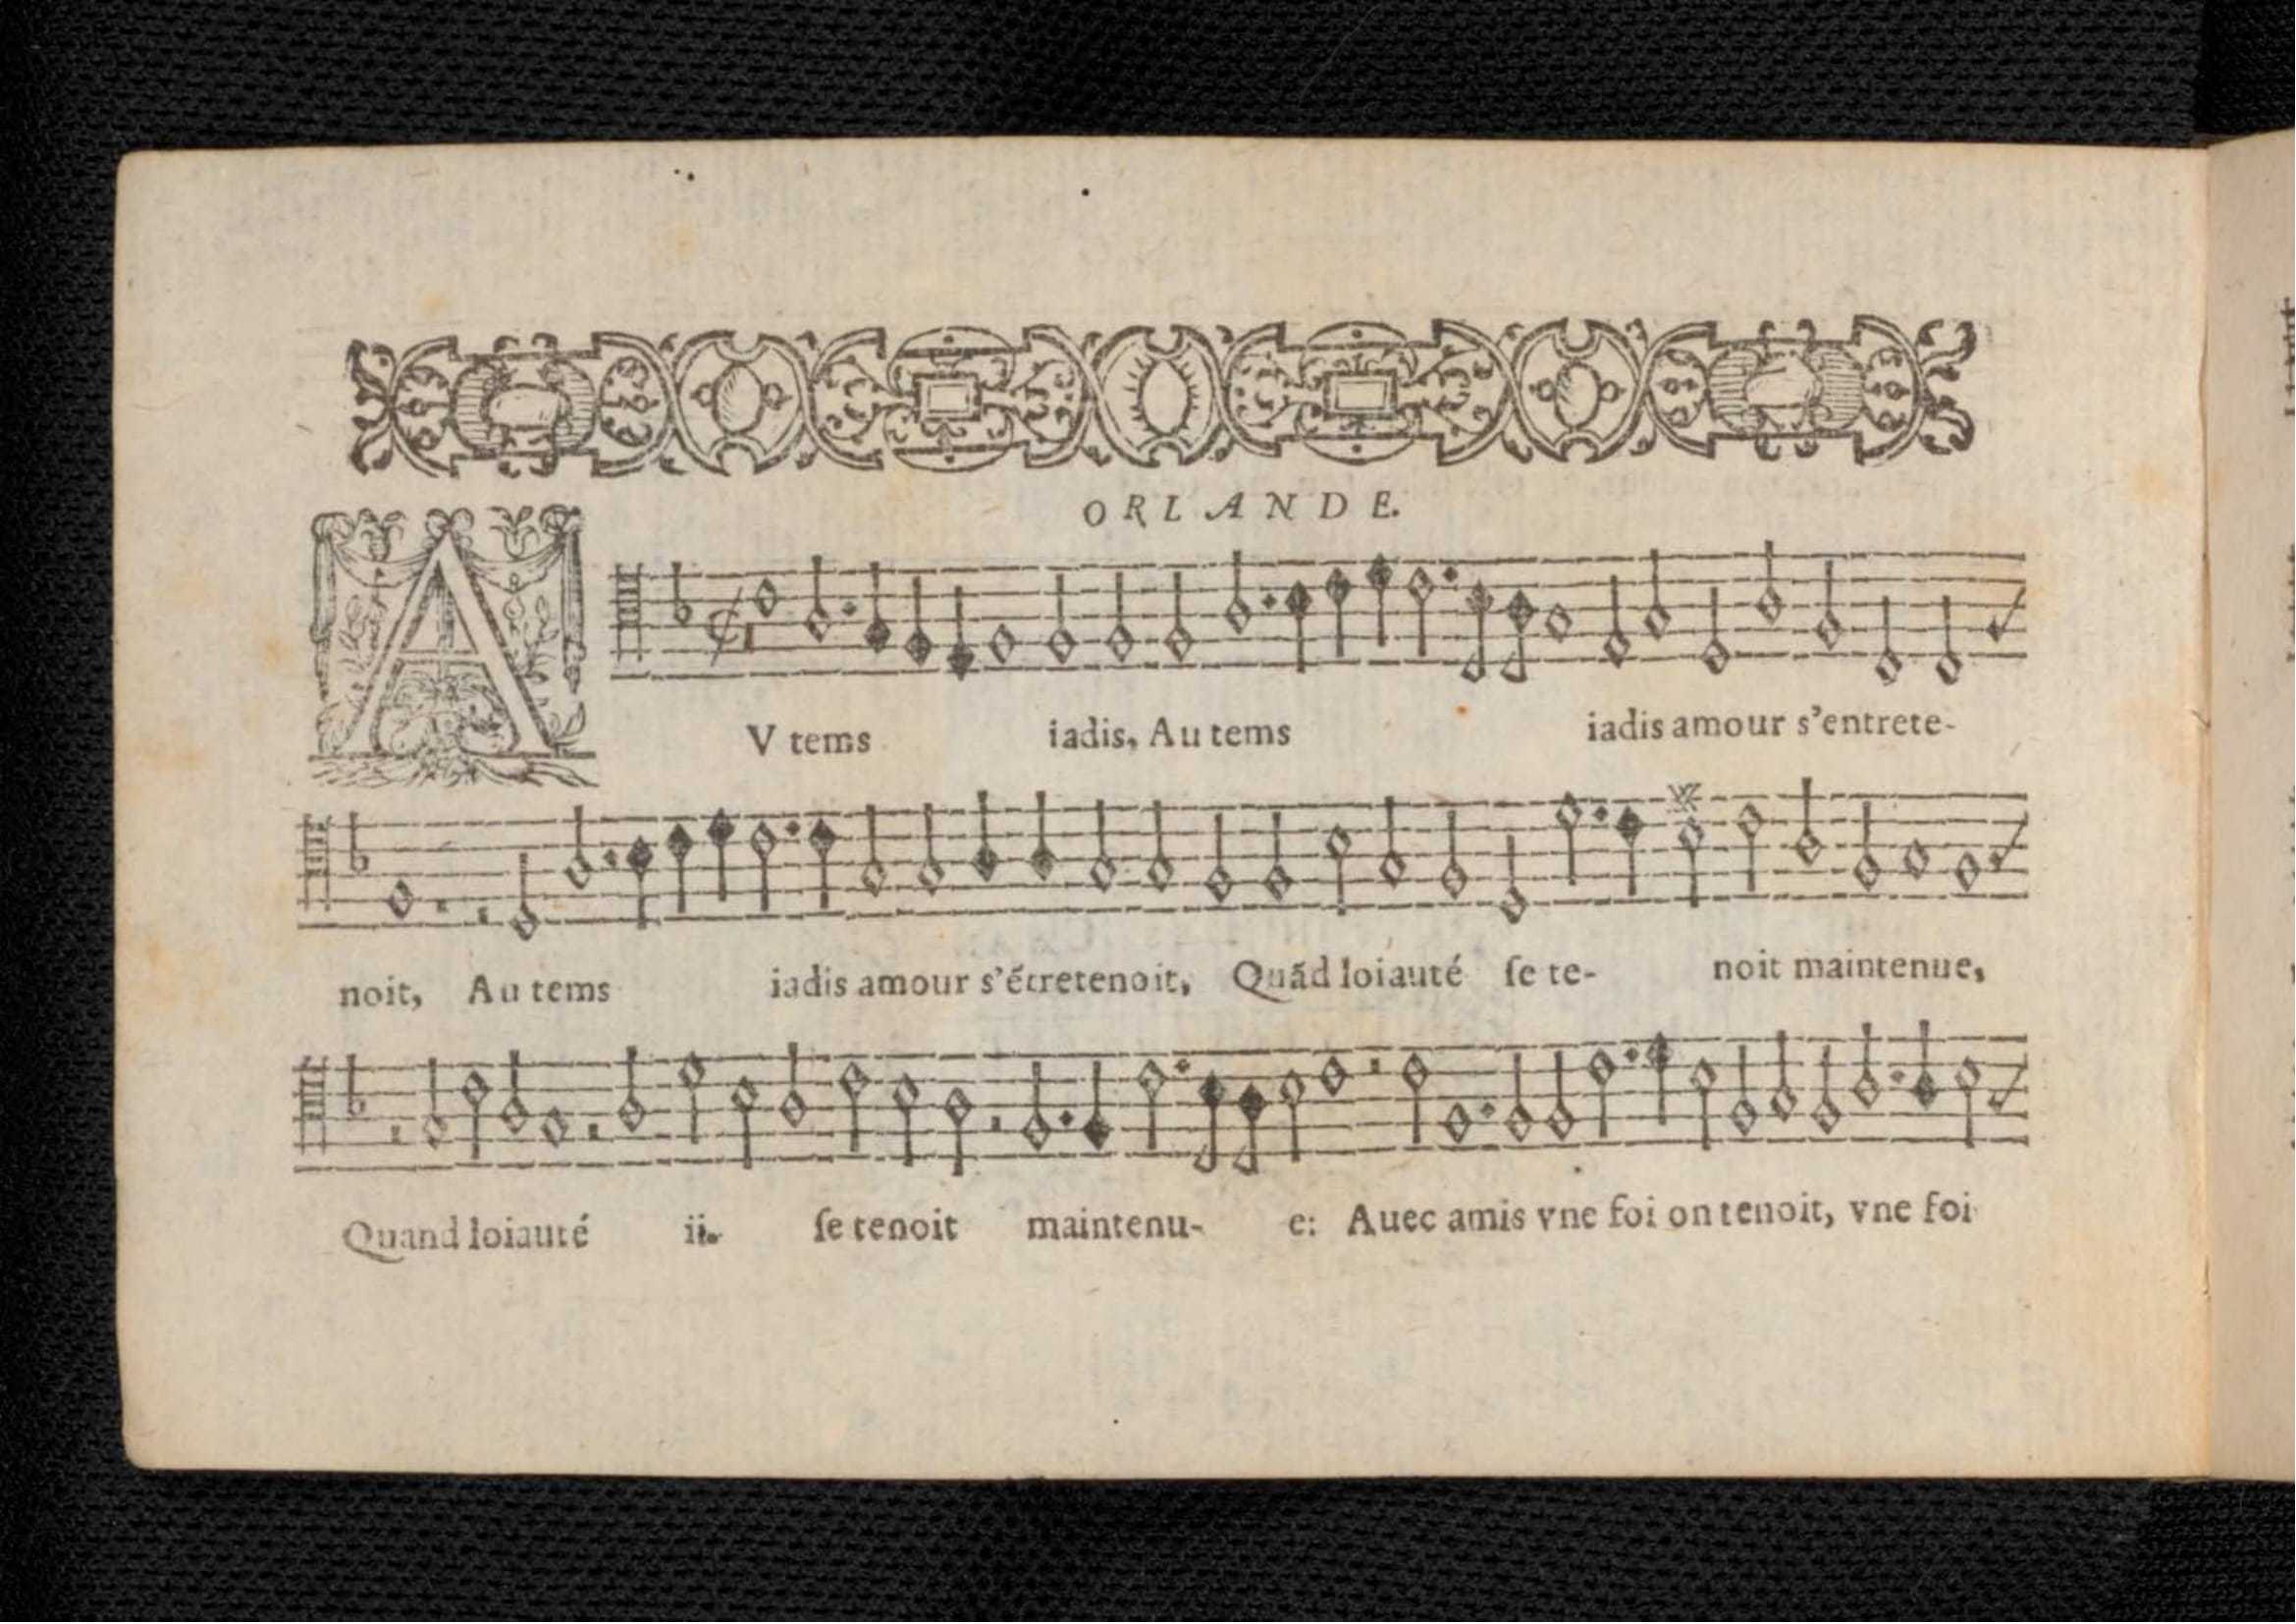 ORLANDE.
AV tems iadis, Au tems iadis amour s'entrete-
noit, Au tems iadis amour s'ẽtretenoit, Quãd loiauté ſe te- noit maintenue,
Quand loiauté ii. ſe tenoit maintenu- e: Auec amis vne foi on tenoit, vne foi